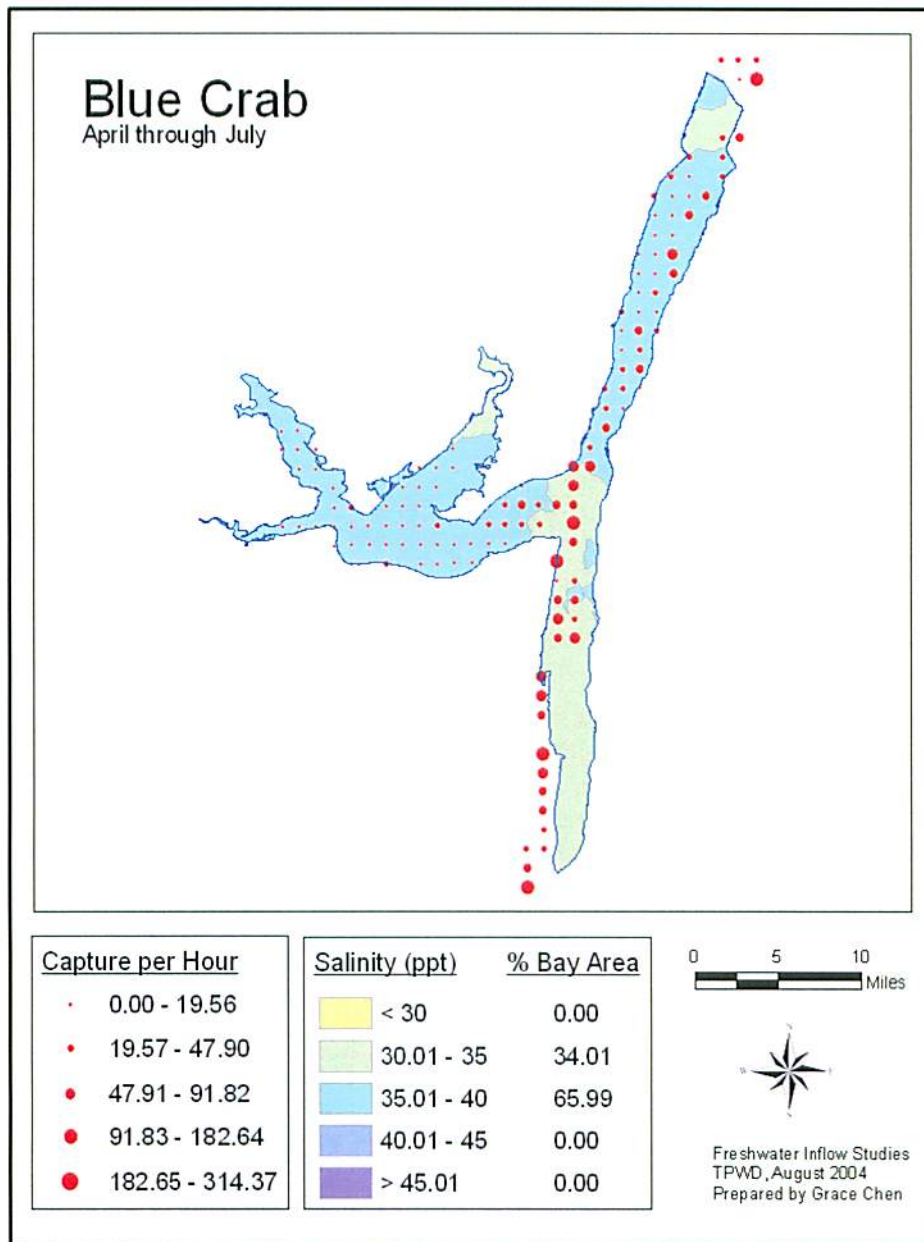 Blue Crab
April through July
Capture per Hour
0.00 - 19.56
19.57 - 47.90
47.91 - 91.82
91.83 - 182.64
182.65 - 314.37
Salinity (ppt) % Bay Area
< 30 0.00
30.01 - 35 34.01
35.01 - 40 65.99
40.01 - 45 0.00
> 45.01 0.00
0 5 10
Miles
Freshwater Inflow Studies
TPWD, August 2004
Prepared by Grace Chen